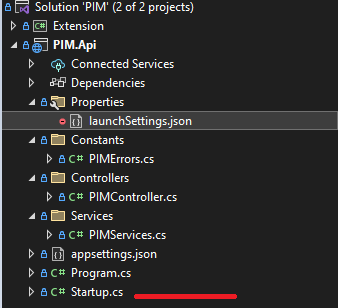 Solution 'PIM' (2 of 2 projects)
Extension
PIM.Api
Connected Services
Dependencies
Properties
launchSettings.json
Constants
C# PIMErrors.cs
Controllers
C# PIMController.cs
Services
C# PIMServices.cs
appsettings.json
C# Program.cs
C# Startup.cs